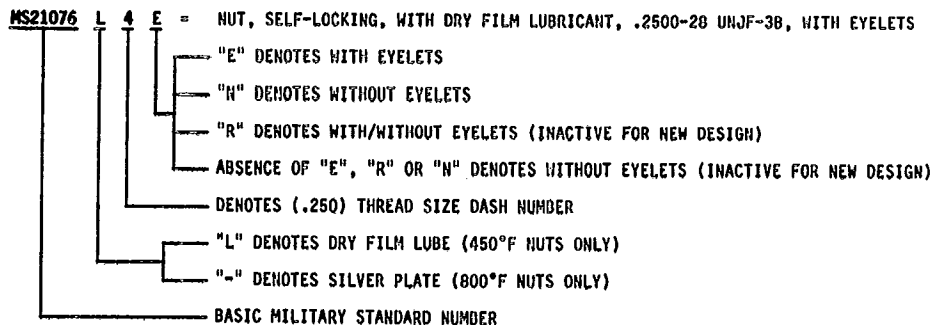 MS21076 L 4 E = NUT, SELF-LOCKING, WITH DRY FILM LUBRICANT, .2500-28 UNJF-3B, WITH EYELETS
"E" DENOTES WITH EYELETS
"N" DENOTES WITHOUT EYELETS
"R" DENOTES WITH/WITHOUT EYELETS (INACTIVE FOR NEW DESIGN)
ABSENCE OF "E", "R" OR "N" DENOTES WITHOUT EYELETS (INACTIVE FOR NEW DESIGN)
DENOTES (.250) THREAD SIZE DASH NUMBER
"L" DENOTES DRY FILM LUBE (450°F NUTS ONLY)
"-" DENOTES SILVER PLATE (800°F NUTS ONLY)
BASIC MILITARY STANDARD NUMBER